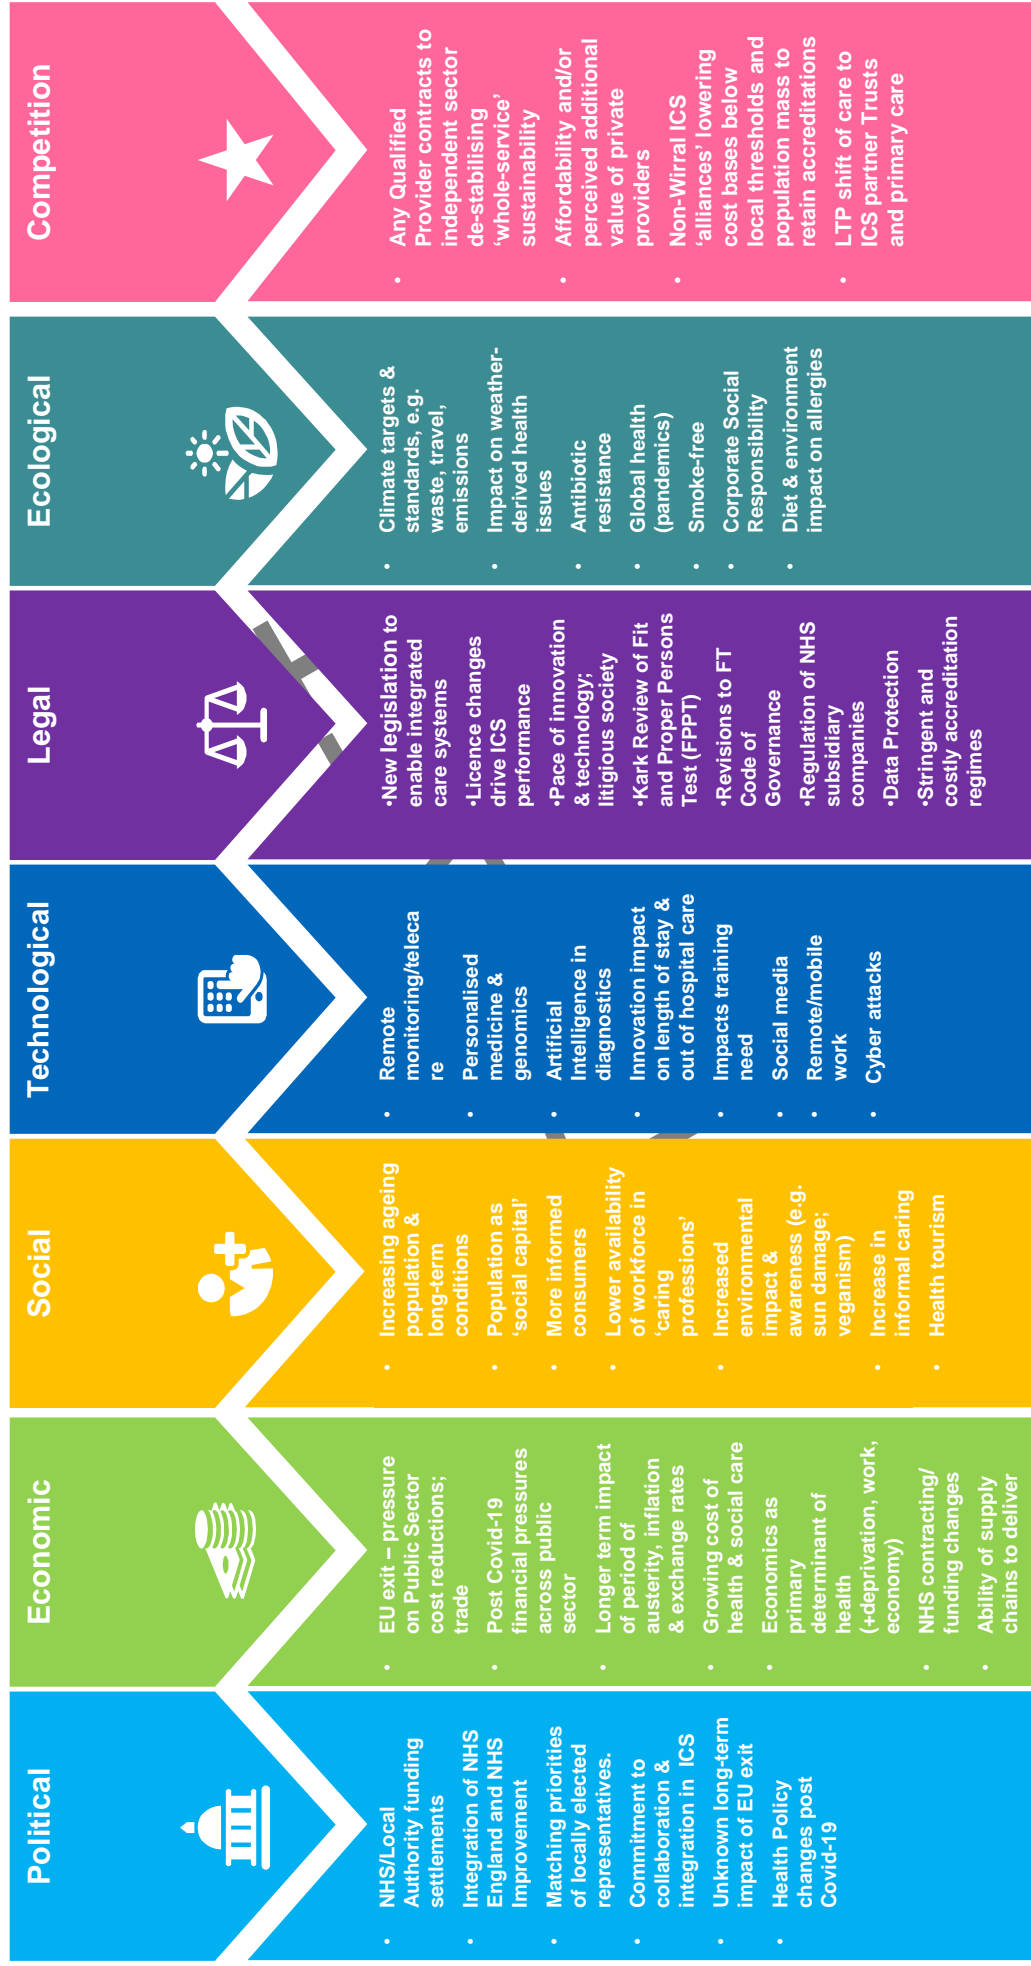 Political
• NHS/Local
Authority funding
settlements
• Integration of NHS
England and NHS
Improvement
• Matching priorities
of locally elected
representatives.
• Commitment to
collaboration &
integration in ICS
• Unknown long-term
impact of EU exit
• Health Policy
changes post
Covid-19
Economic
• EU exit – pressure
on Public Sector
cost reductions;
trade
• Post Covid-19
financial pressures
across public
sector
• Longer term impact
of period of
austerity, inflation
& exchange rates
• Growing cost of
health & social care
• Economics as
primary
determinant of
health
(+deprivation, work,
economy)
• NHS contracting/
funding changes
• Ability of supply
chains to deliver
Social
• Increasing ageing
population &
long-term
conditions
• Population as
‘social capital’
• More informed
consumers
• Lower availability
of workforce in
‘caring
professions’
• Increased
environmental
impact &
awareness (e.g.
sun damage;
veganism)
• Increase in
informal caring
• Health tourism
Technological
• Remote
monitoring/teleca
re
• Personalised
medicine &
genomics
• Artificial
Intelligence in
diagnostics
• Innovation impact
on length of stay &
out of hospital care
• Impacts training
need
• Social media
• Remote/mobile
work
• Cyber attacks
Legal
•New legislation to
enable integrated
care systems
•Licence changes
drive ICS
performance
•Pace of innovation
& technology;
litigious society
•Kark Review of Fit
and Proper Persons
Test (FPPT)
•Revisions to FT
Code of
Governance
•Regulation of NHS
subsidiary
companies
•Data Protection
•Stringent and
costly accreditation
regimes
Ecological
• Climate targets &
standards, e.g.
waste, travel,
emissions
• Impact on weather-
derived health
issues
• Antibiotic
resistance
• Global health
(pandemics)
• Smoke-free
• Corporate Social
Responsibility
• Diet & environment
impact on allergies
Competition
• Any Qualified
Provider contracts to
independent sector
de-stabilising
‘whole-service’
sustainability
• Affordability and/or
perceived additional
value of private
providers
• Non-Wirral ICS
‘alliances’ lowering
cost bases below
local thresholds and
population mass to
retain accreditations
• LTP shift of care to
ICS partner Trusts
and primary care